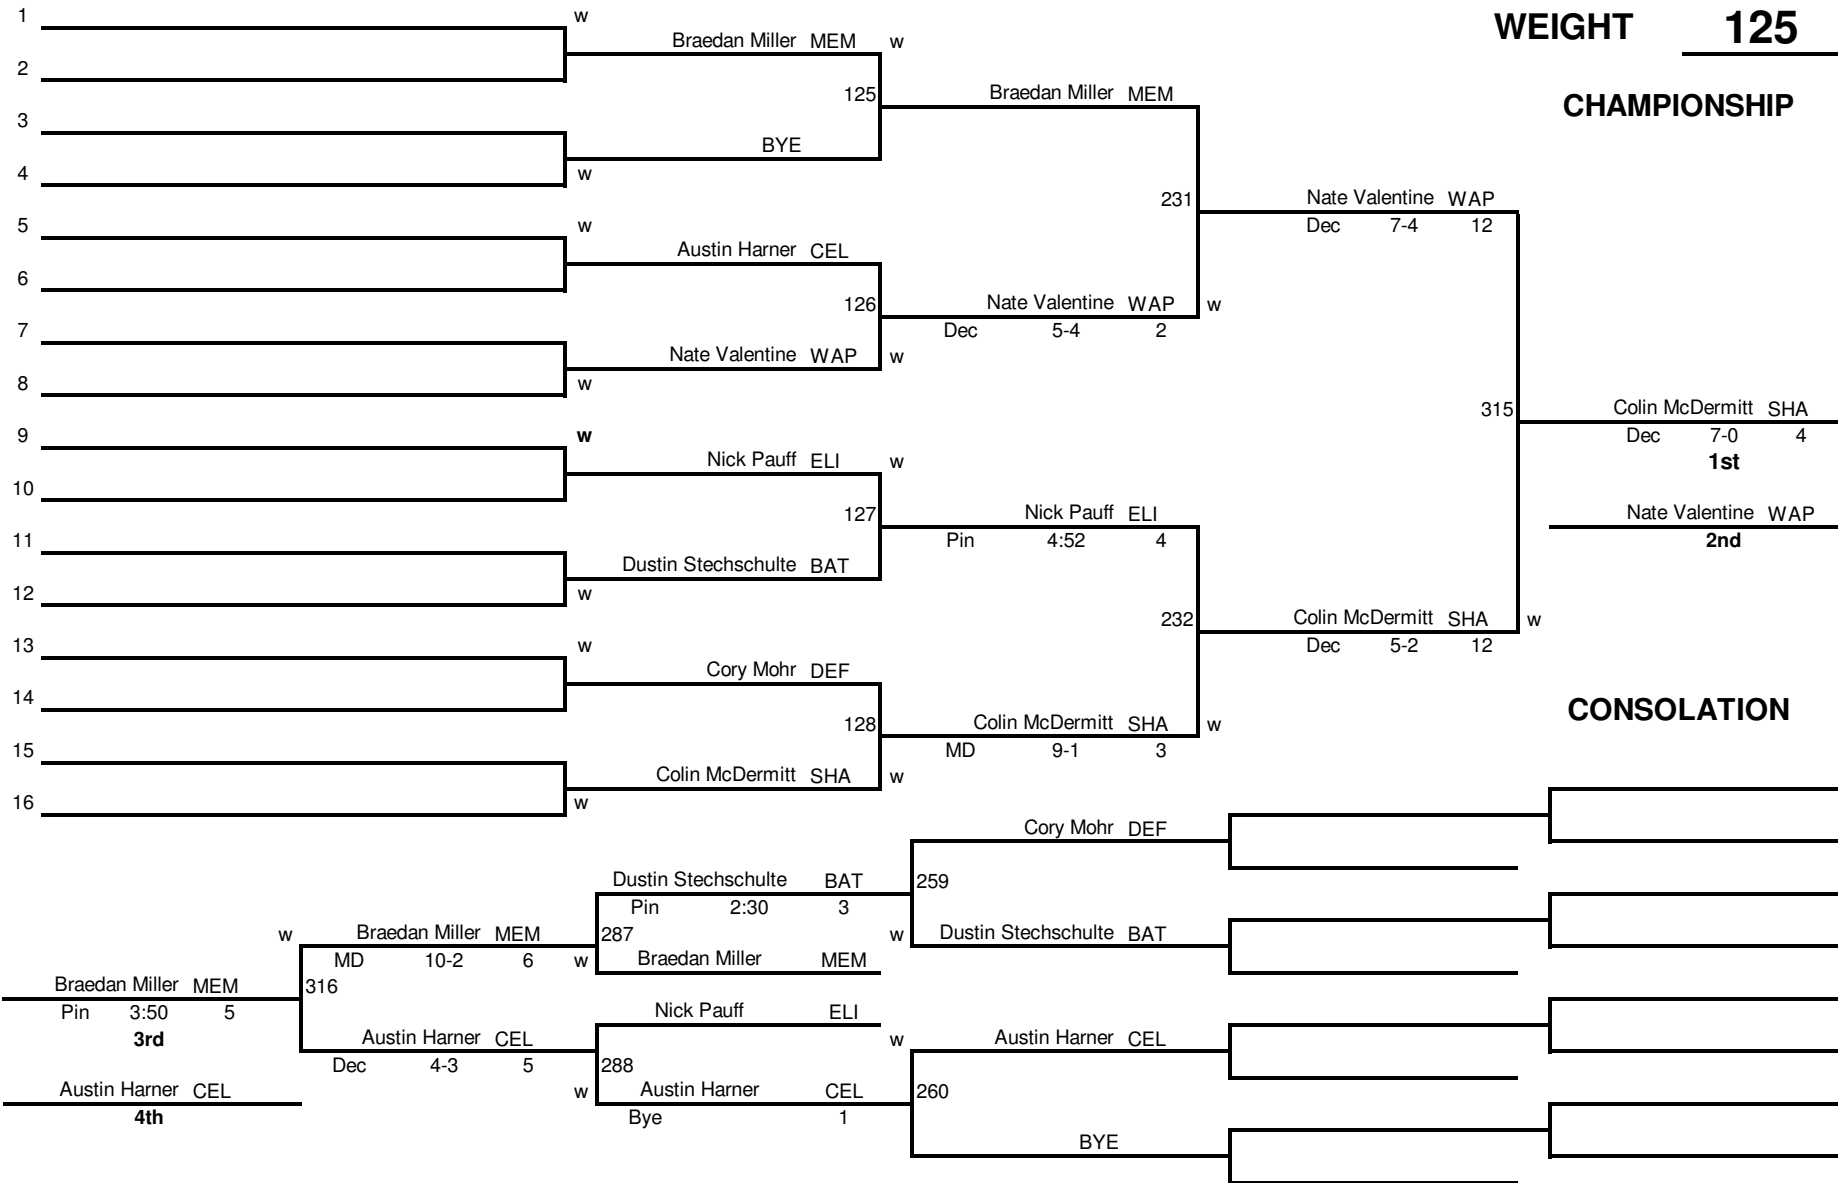 1 w
WEIGHT 125
Braedan Miller MEM w
2
125 Braedan Miller MEM
CHAMPIONSHIP
3
BYE
4 w
231 Nate Valentine WAP
Dec 7-4 12
5 w
Austin Harner CEL
6
126 Nate Valentine WAP w
Dec 5-4 2
7
Nate Valentine WAP w
8 w
315 Colin McDermitt SHA
Dec 7-0 4
1st
9 w
Nick Pauff ELI w
10
127 Nick Pauff ELI
Pin 4:52 4
Nate Valentine WAP
2nd
11
Dustin Stechschulte BAT
12 w
232 Colin McDermitt SHA w
Dec 5-2 12
13 w
Cory Mohr DEF
14
CONSOLATION
128 Colin McDermitt SHA w
MD 9-1 3
15
Colin McDermitt SHA w
16 w
Cory Mohr DEF
Dustin Stechschulte BAT 259
Pin 2:30 3
w Braedan Miller MEM 287 w Dustin Stechschulte BAT
MD 10-2 6 w Braedan Miller MEM
Braedan Miller MEM 316
Pin 3:50 5
3rd
Nick Pauff ELI
Austin Harner CEL w Austin Harner CEL
Dec 4-3 5 288
Austin Harner CEL w Austin Harner CEL 260
4th
Bye 1
BYE